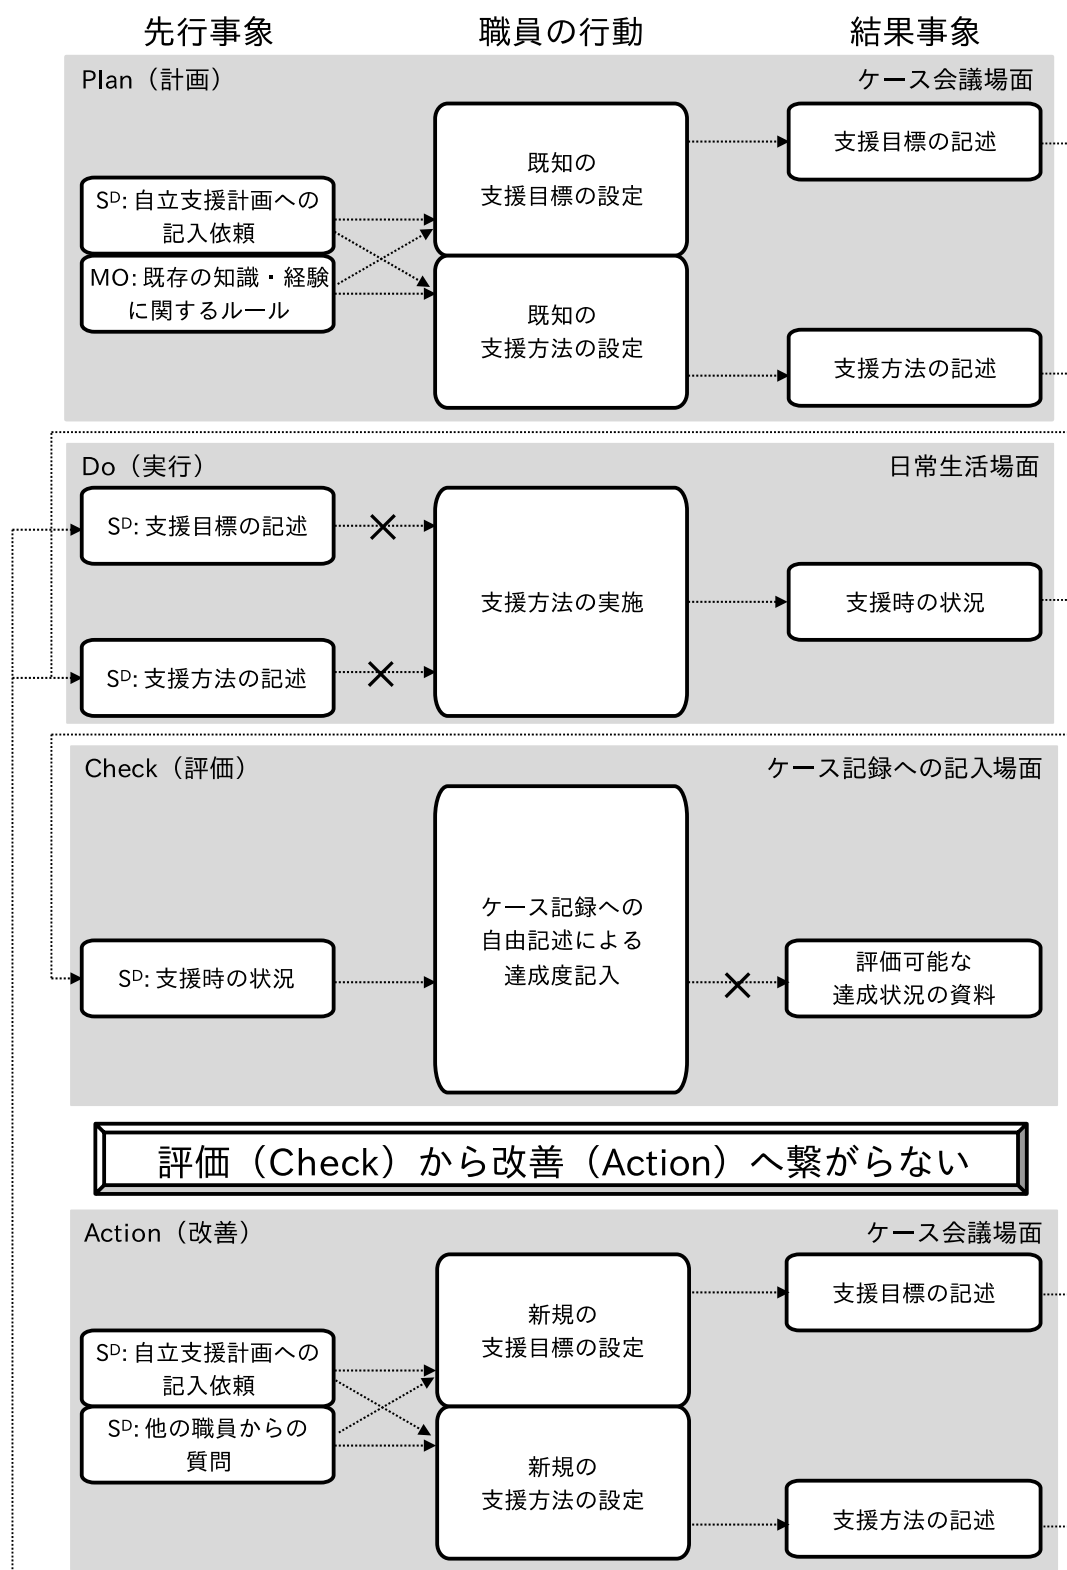 先行事象
職員の行動
結果事象
Plan（計画）
ケース会議場面
既知の
支援目標の設定
支援目標の記述
SD: 自立支援計画への
記入依頼
MO: 既存の知識・経験
に関するルール
既知の
支援方法の設定
支援方法の記述
Do（実行）
日常生活場面
SD: 支援目標の記述
支援方法の実施
支援時の状況
SD: 支援方法の記述
Check（評価）
ケース記録への記入場面
SD: 支援時の状況
ケース記録への
自由記述による
達成度記入
評価可能な
達成状況の資料
評価（Check）から改善（Action）へ繋がらない
Action（改善）
ケース会議場面
新規の
支援目標の設定
支援目標の記述
SD: 自立支援計画への
記入依頼
SD: 他の職員からの
質問
新規の
支援方法の設定
支援方法の記述